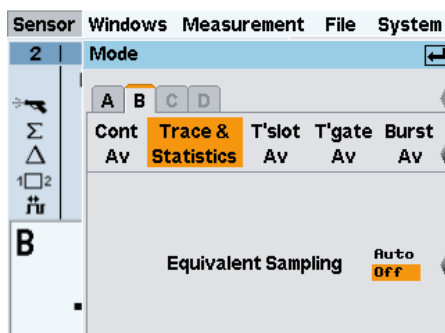 Sensor Windows Measurement File System
2 Mode
A B C D
Cont Trace & T'slot T'gate Burst
Av Statistics Av Av Av
Σ
Δ
1 2
B
Equivalent Sampling Auto
Off